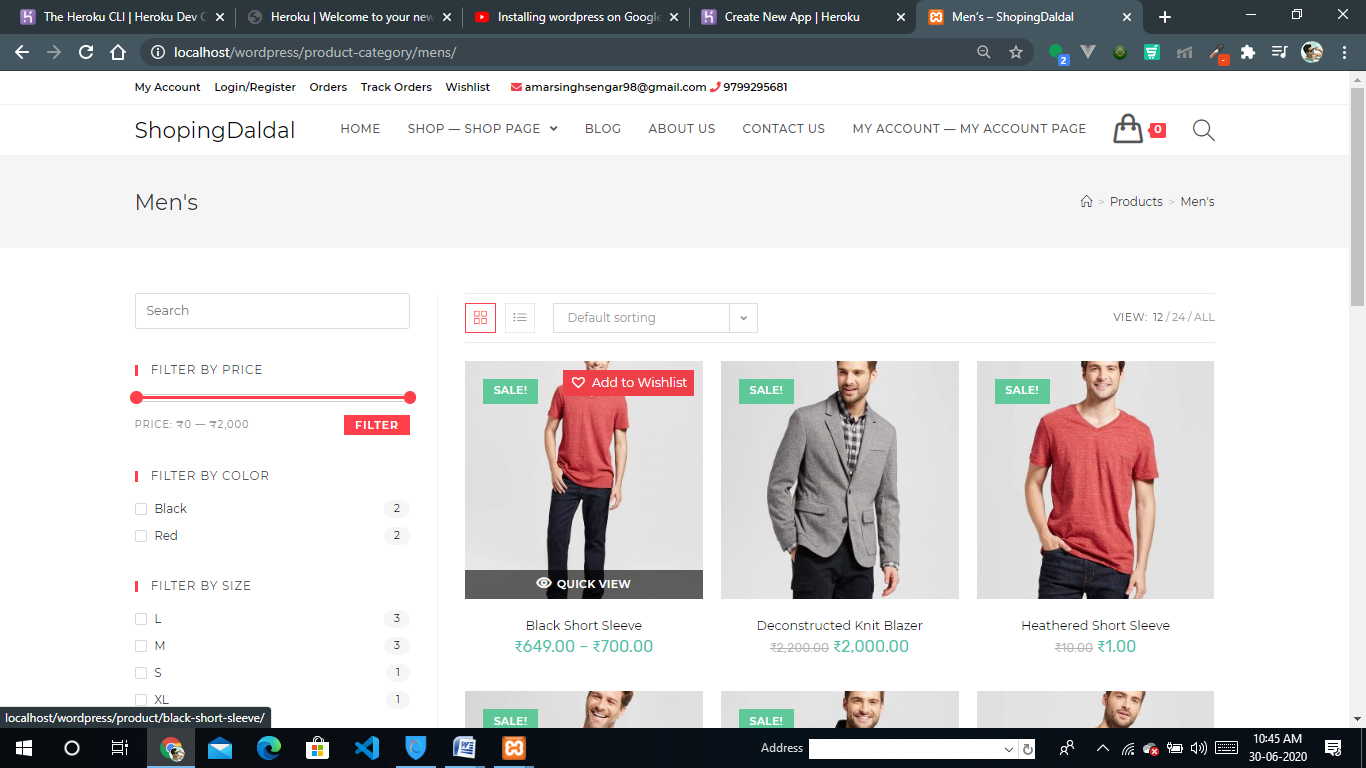 The Heroku CLI | Heroku Dev C
Heroku | Welcome to your new
Installing wordpress on Google
Create New App | Heroku
Men's – ShopingDaldal
localhost/wordpress/product-category/mens/
2
-
My Account Login/Register Orders Track Orders Wishlist amarsinghsengar98@gmail.com 9799295681
ShopingDaldal
HOME SHOP — SHOP PAGE BLOG ABOUT US CONTACT US MY ACCOUNT — MY ACCOUNT PAGE 0
Men's
> Products > Men's
Search
FILTER BY PRICE
PRICE: ₹0 — ₹2,000
FILTER
FILTER BY COLOR
Black 2
Red 2
FILTER BY SIZE
L 3
M 3
S 1
XL 1
Default sorting
VIEW: 12 / 24 / ALL
SALE!
Add to Wishlist
QUICK VIEW
Black Short Sleeve
₹649.00 – ₹700.00
SALE!
Deconstructed Knit Blazer
₹2,200.00 ₹2,000.00
SALE!
Heathered Short Sleeve
₹10.00 ₹1.00
SALE!
SALE!
localhost/wordpress/product/black-short-sleeve/
Address
10:45 AM
30-06-2020